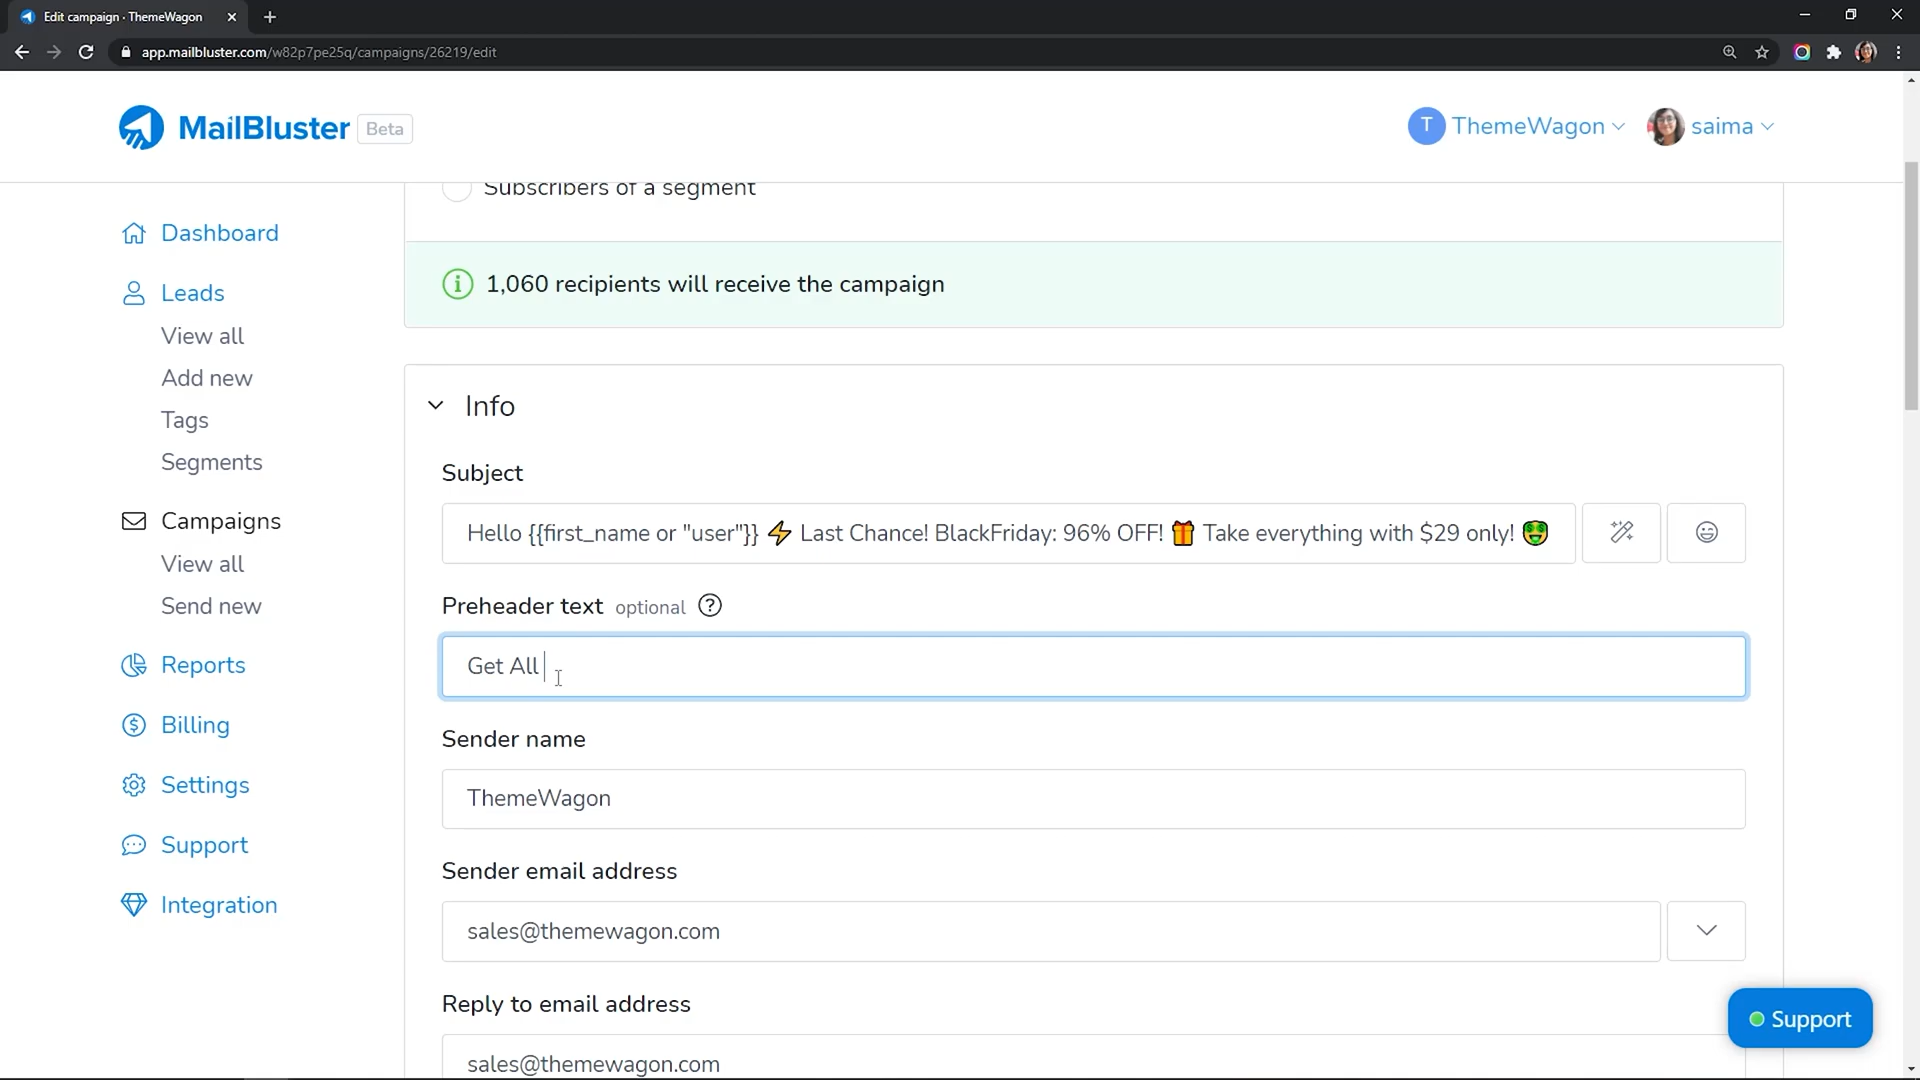 Edit campaign · ThemeWagon
app.mailbluster.com/w82p7pe25q/campaigns/26219/edit
MailBluster Beta
T ThemeWagon
saima
Dashboard
Leads
View all
Add new
Tags
Segments
Campaigns
View all
Send new
Reports
Billing
Settings
Support
Integration
Subscribers of a segment
1,060 recipients will receive the campaign
Info
Subject
Hello {{first_name or "user"}} ⚡ Last Chance! BlackFriday: 96% OFF! 🎁 Take everything with $29 only! 🤑
Preheader text optional
Get All
Sender name
ThemeWagon
Sender email address
sales@themewagon.com
Reply to email address
sales@themewagon.com
Support